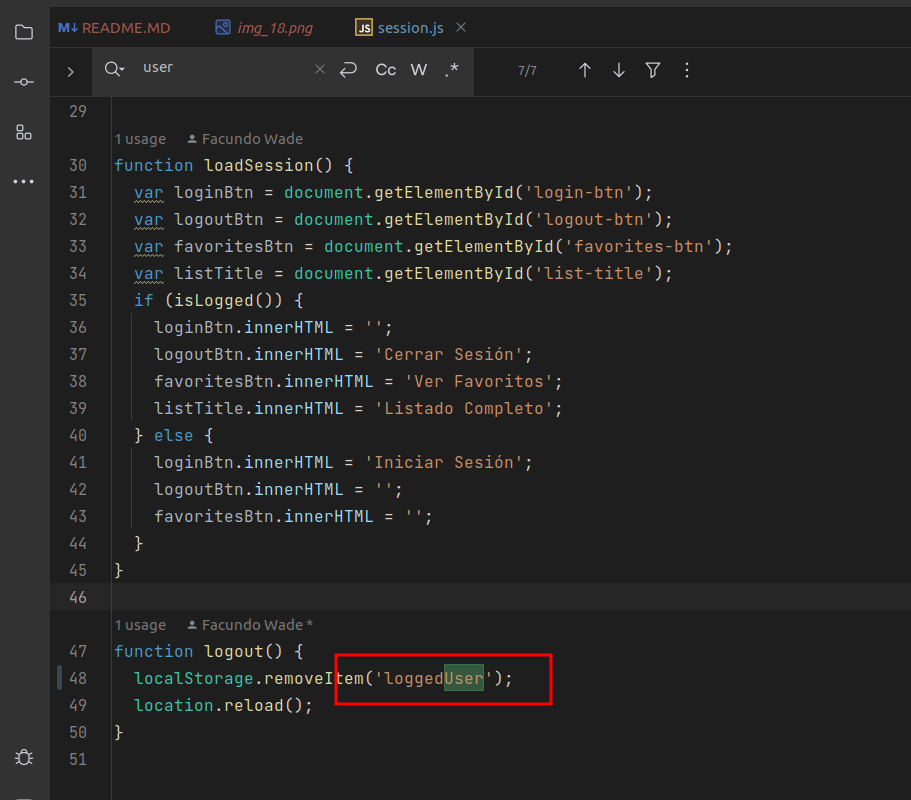 M↓ README.MD img_18.png JS session.js
user Cc W .* 7/7
29
1 usage Facundo Wade
30 function loadSession() {
31 var loginBtn = document.getElementById('login-btn');
32 var logoutBtn = document.getElementById('logout-btn');
33 var favoritesBtn = document.getElementById('favorites-btn');
34 var listTitle = document.getElementById('list-title');
35 if (isLogged()) {
36 loginBtn.innerHTML = '';
37 logoutBtn.innerHTML = 'Cerrar Sesión';
38 favoritesBtn.innerHTML = 'Ver Favoritos';
39 listTitle.innerHTML = 'Listado Completo';
40 } else {
41 loginBtn.innerHTML = 'Iniciar Sesión';
42 logoutBtn.innerHTML = '';
43 favoritesBtn.innerHTML = '';
44 }
45 }
46
1 usage Facundo Wade *
47 function logout() {
48 localStorage.removeItem('loggedUser');
49 location.reload();
50 }
51